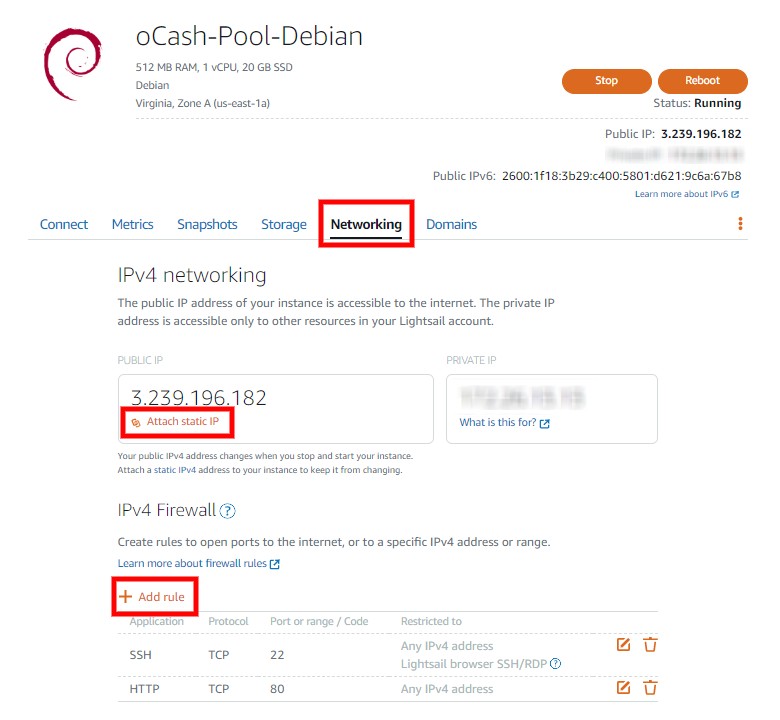 oCash-Pool-Debian
512 MB RAM, 1 vCPU, 20 GB SSD
Debian
Virginia, Zone A (us-east-1a)
Stop
Reboot
Status: Running
Public IP: 3.239.196.182
Public IPv6: 2600:1f18:3b29:c400:5801:d621:9c6a:67b8
Learn more about IPv6
Connect Metrics Snapshots Storage Networking Domains
IPv4 networking
The public IP address of your instance is accessible to the internet. The private IP
address is accessible only to other resources in your Lightsail account.
PUBLIC IP
3.239.196.182
Attach static IP
PRIVATE IP
What is this for?
Your public IPv4 address changes when you stop and start your instance.
Attach a static IPv4 address to your instance to keep it from changing.
IPv4 Firewall ?
Create rules to open ports to the internet, or to a specific IPv4 address or range.
Learn more about firewall rules
+ Add rule
Application Protocol Port or range / Code Restricted to
SSH TCP 22 Any IPv4 address
Lightsail browser SSH/RDP ?
HTTP TCP 80 Any IPv4 address